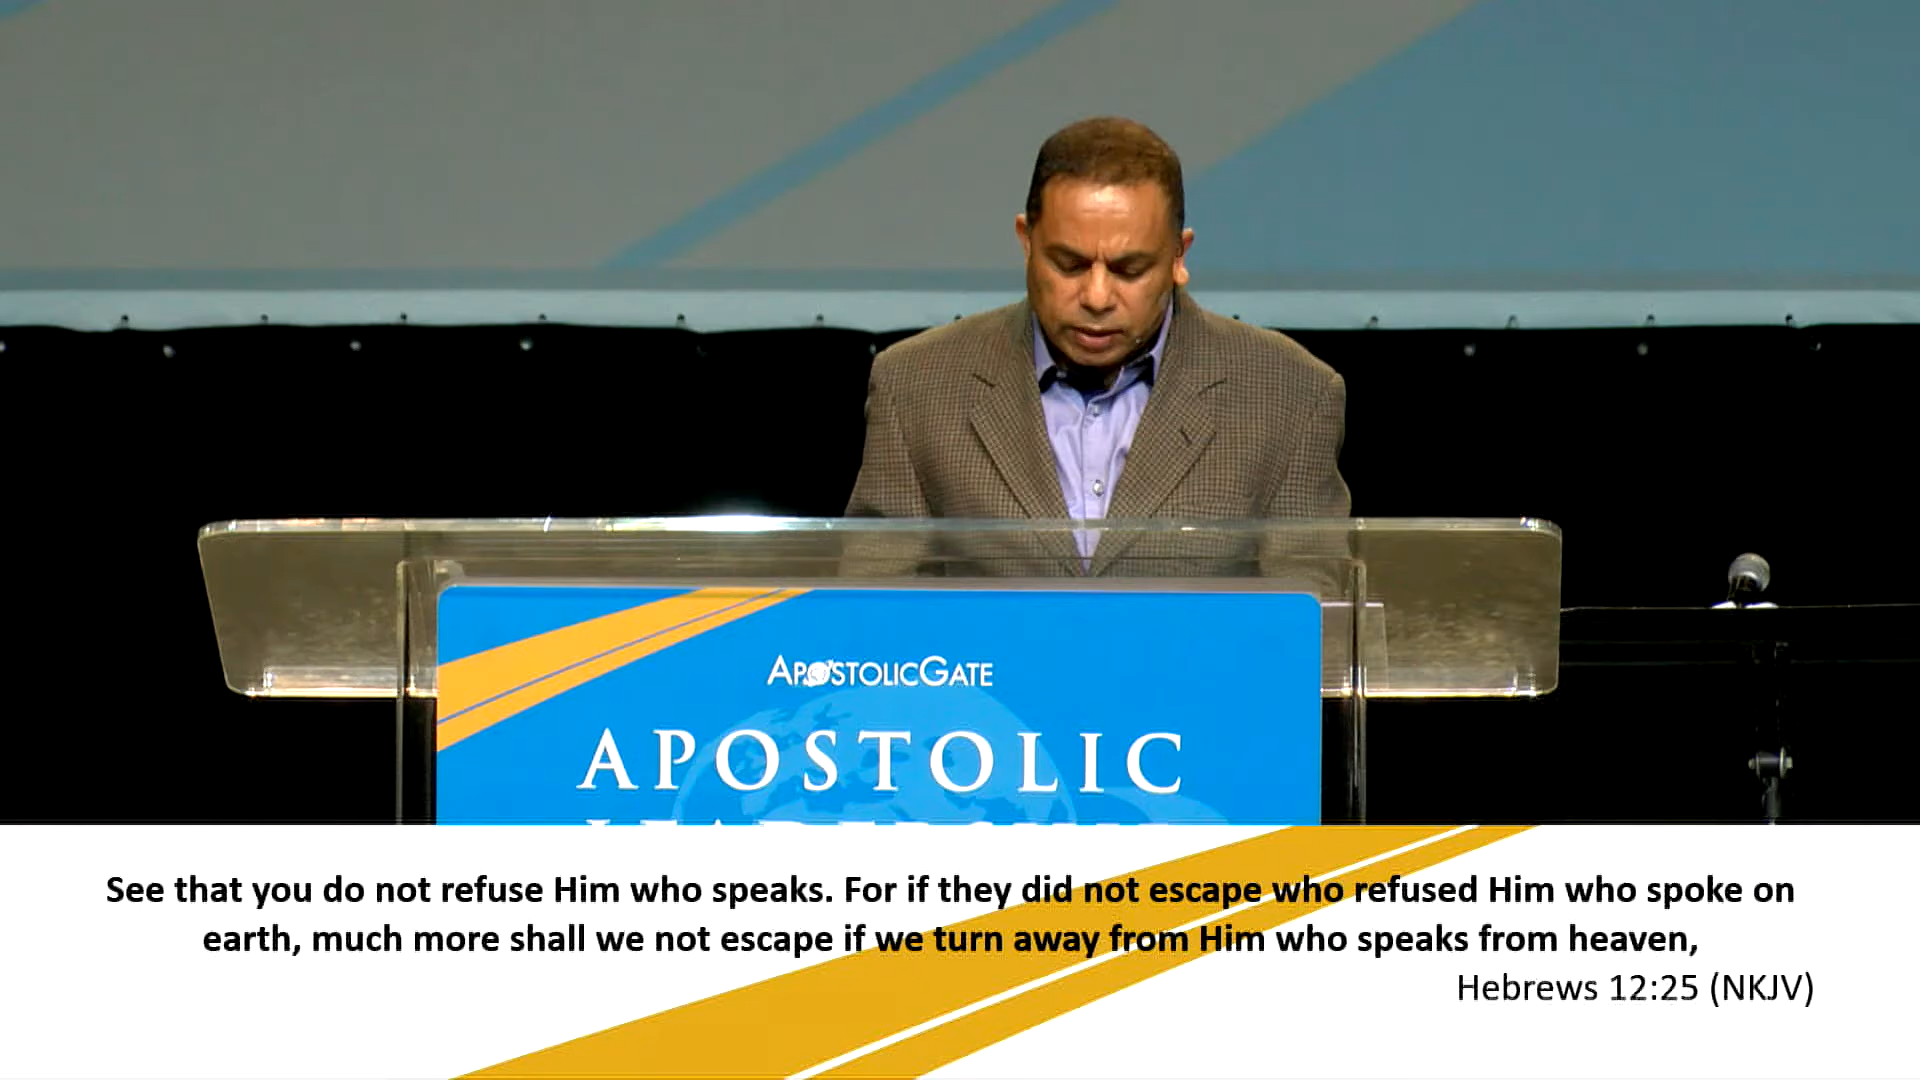 APOSTOLICGATE
APOSTOLIC
See that you do not refuse Him who speaks. For if they did not escape who refused Him who spoke on
earth, much more shall we not escape if we turn away from Him who speaks from heaven,
Hebrews 12:25 (NKJV)